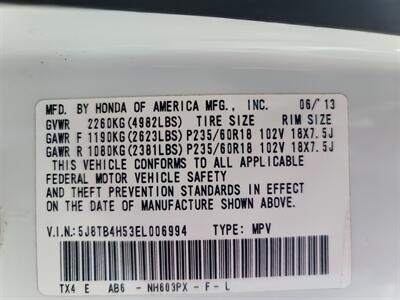 MFD. BY HONDA OF AMERICA MFG., INC. 06/'13
GVWR 2260KG(4982LBS) TIRE SIZE RIM SIZE
GAWR F 1190KG(2623LBS) P235/60R18 102V 18X7.5J
GAWR R 1080KG(2381LBS) P235/60R18 102V 18X7.5J
THIS VEHICLE CONFORMS TO ALL APPLICABLE
FEDERAL MOTOR VEHICLE SAFETY
AND THEFT PREVENTION STANDARDS IN EFFECT
ON THE DATE OF MANUFACTURE SHOWN ABOVE.
V.I.N.:5J8TB4H53EL006994 TYPE: MPV
TX4 E AB6 - NH603PX - F - L